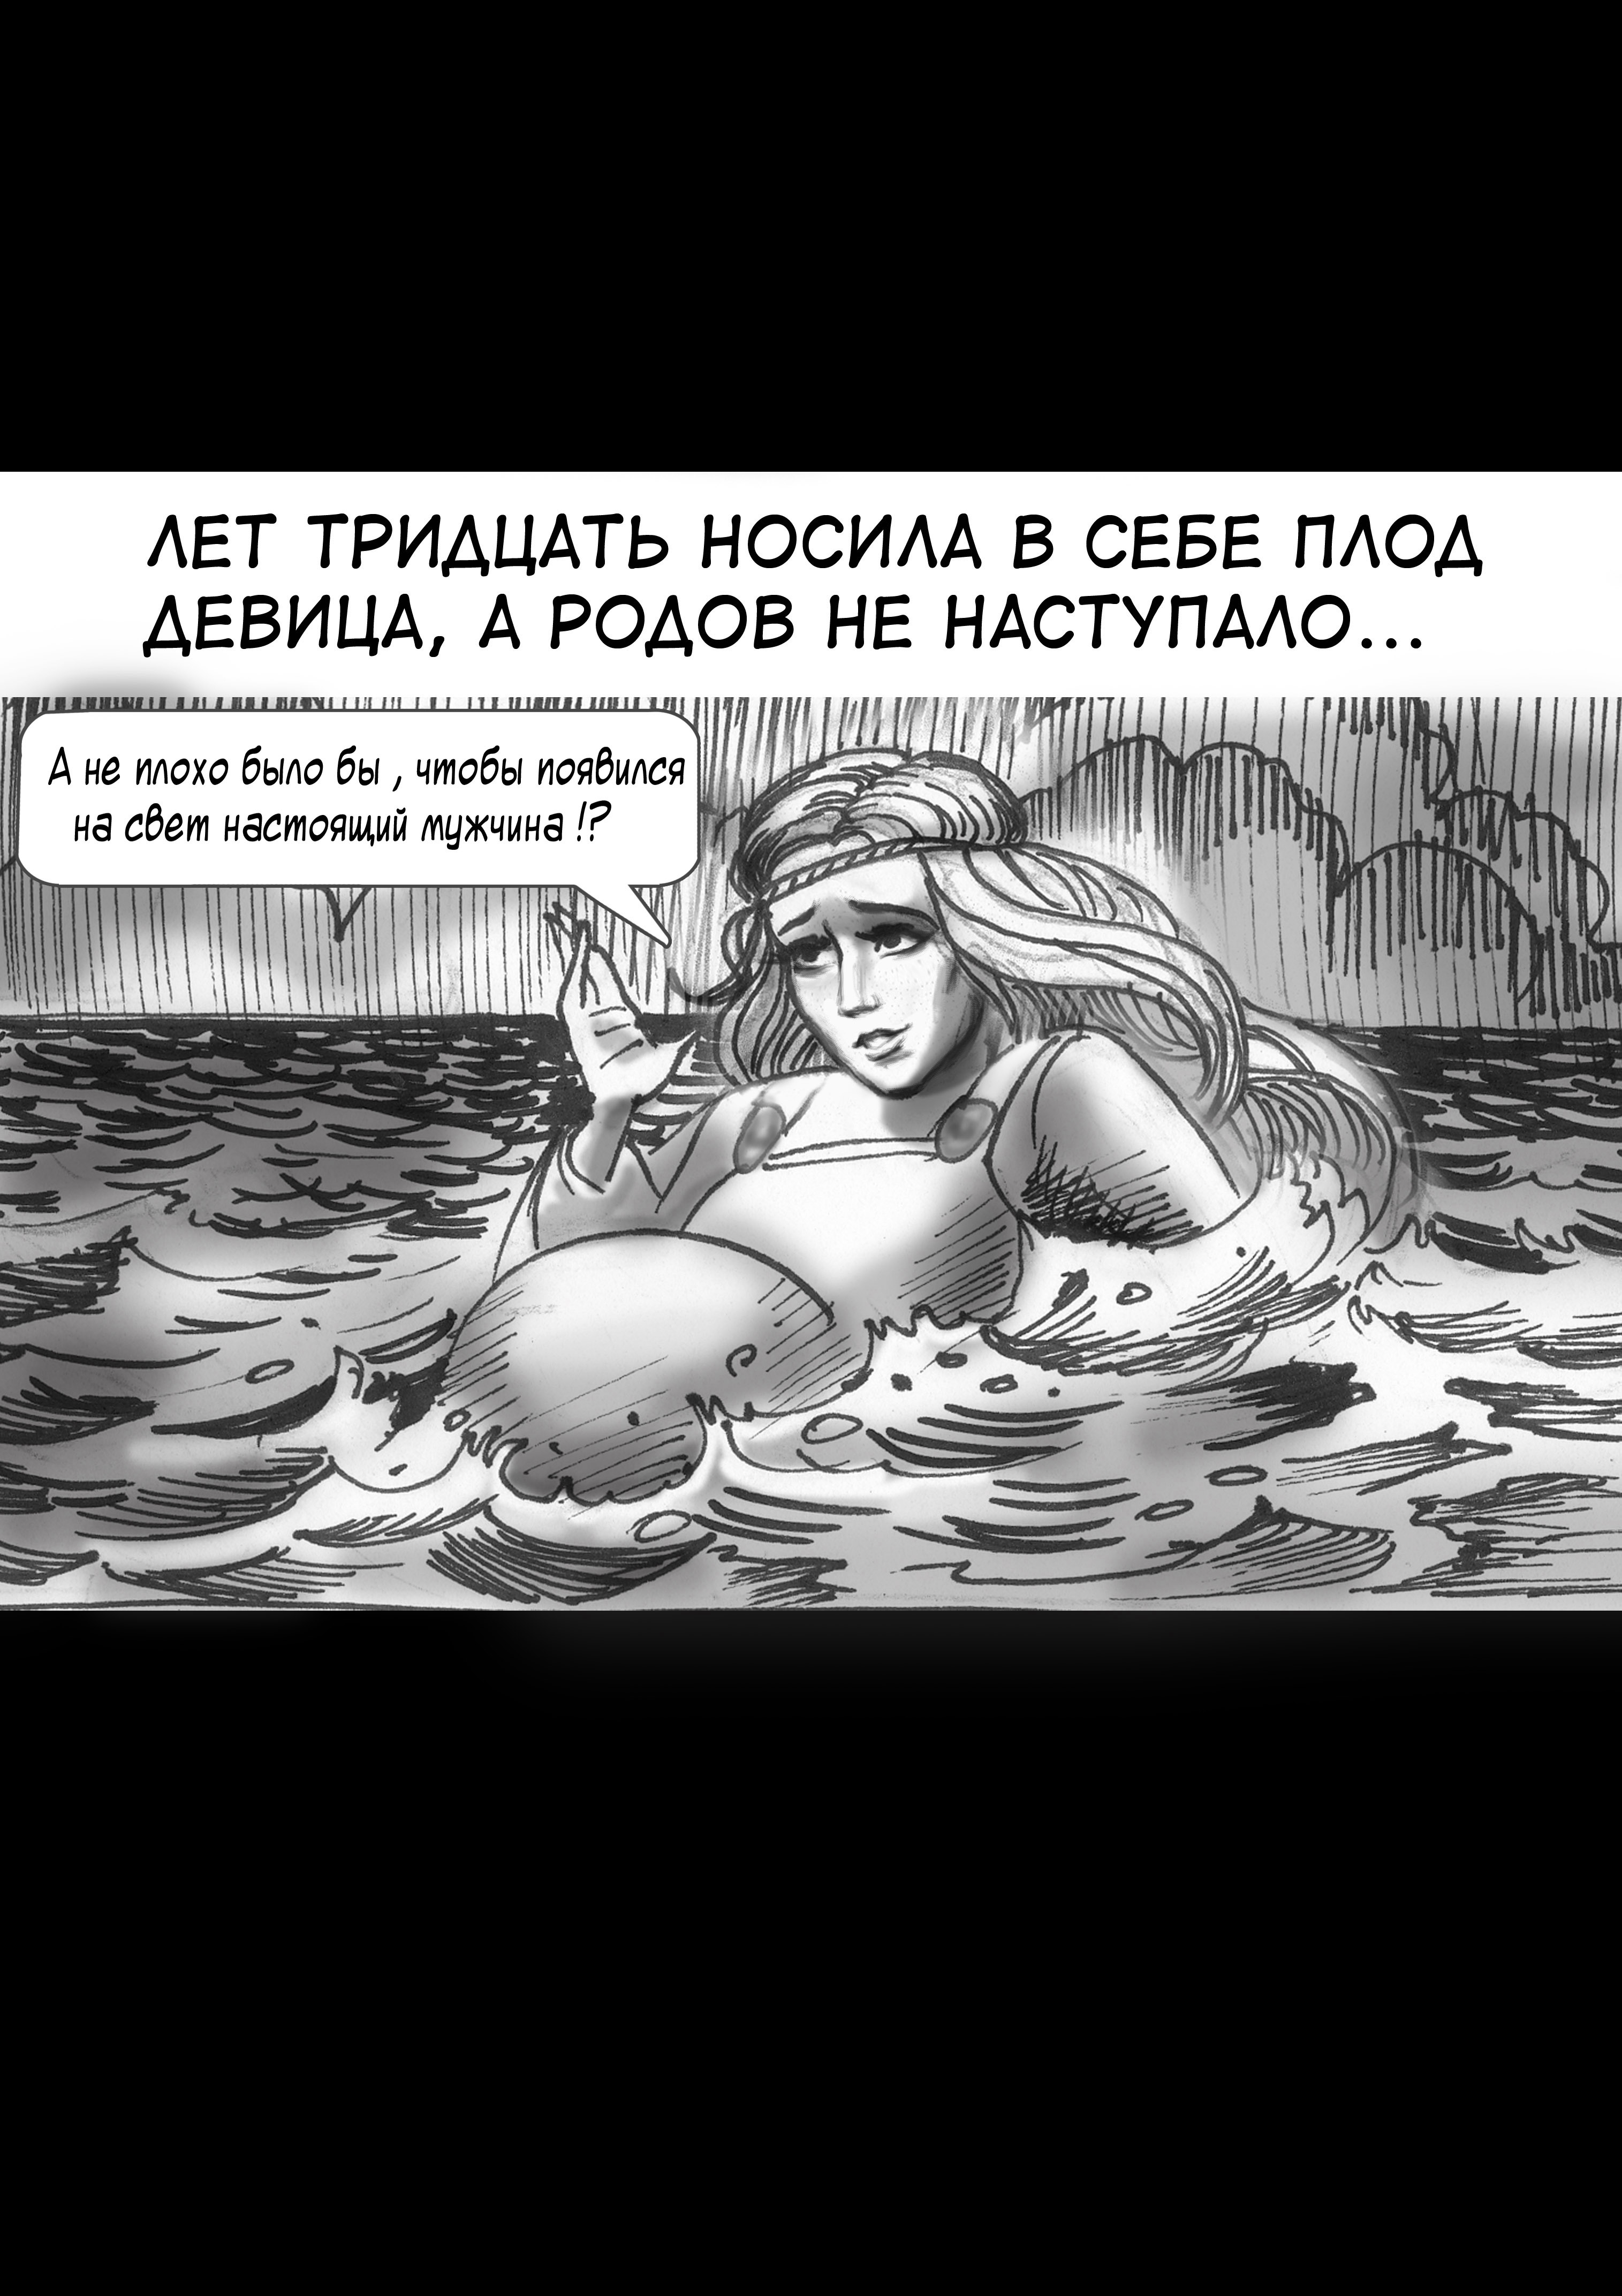 ЛЕТ ТРИДЦАТЬ НОСИЛА В СЕБЕ ПЛОД
ДЕВИЦА, А РОДОВ НЕ НАСТУПАЛО...
А не плохо было бы , чтобы появился
на свет настоящий мужчина !?